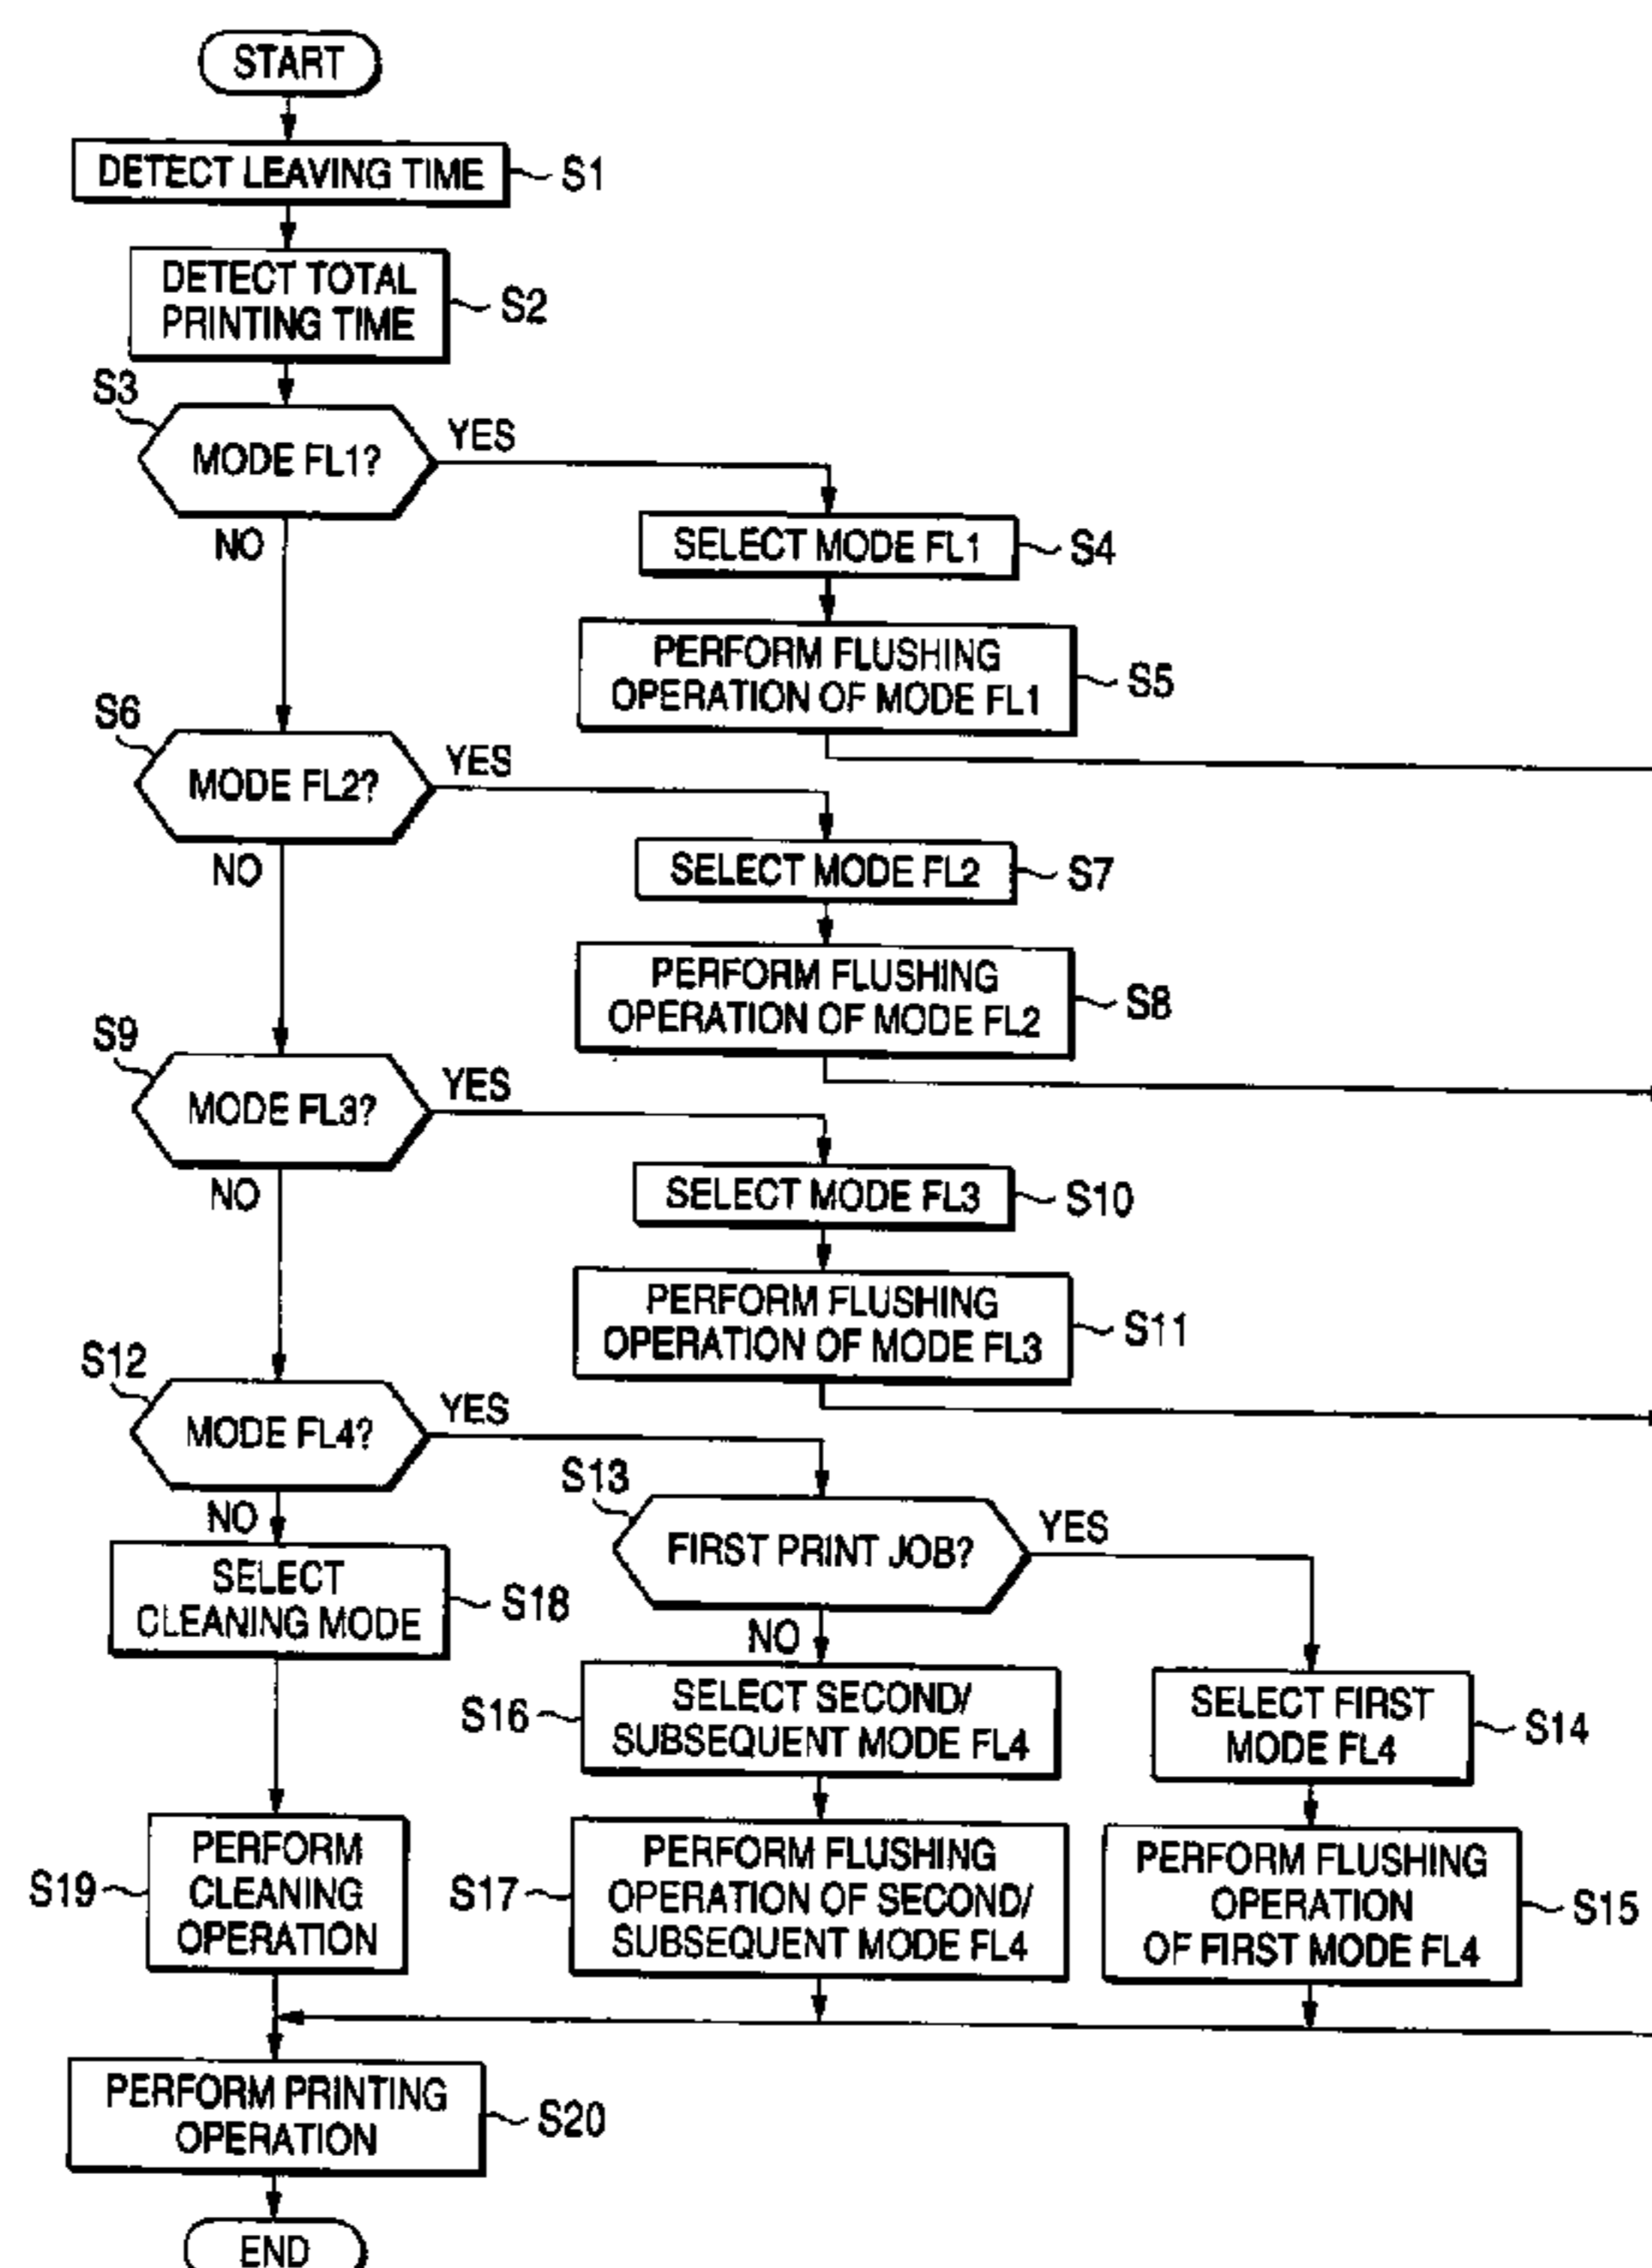 START
DETECT LEAVING TIME
S1
DETECT TOTAL
PRINTING TIME
S2
S3
MODE FL1?
YES
NO
SELECT MODE FL1
S4
PERFORM FLUSHING
OPERATION OF MODE FL1
S5
S6
MODE FL2?
YES
NO
SELECT MODE FL2
S7
PERFORM FLUSHING
OPERATION OF MODE FL2
S8
S9
MODE FL3?
YES
NO
SELECT MODE FL3
S10
PERFORM FLUSHING
OPERATION OF MODE FL3
S11
S12
MODE FL4?
YES
NO
S13
FIRST PRINT JOB?
YES
NO
SELECT
CLEANING MODE
S18
S16
SELECT SECOND/
SUBSEQUENT MODE FL4
SELECT FIRST
MODE FL4
S14
S19
PERFORM
CLEANING
OPERATION
S17
PERFORM FLUSHING
OPERATION OF SECOND/
SUBSEQUENT MODE FL4
PERFORM FLUSHING
OPERATION
OF FIRST MODE FL4
S15
PERFORM PRINTING
OPERATION
S20
END